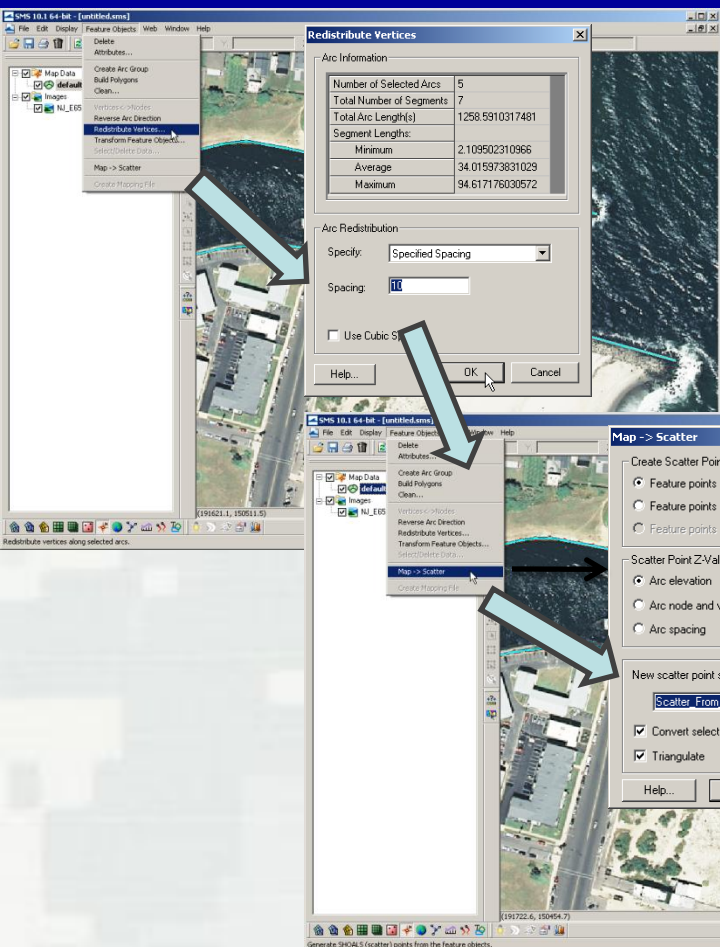 SMS 10.1 64-bit - [untitled.sms]
File Edit Display Feature Objects Web Window Help
Delete
Attributes...
Create Arc Group
Build Polygons
Clean...
Vertices <->Nodes
Reverse Arc Direction
Redistribute Vertices...
Transform Feature Objects...
Select/Delete Data...
Map -> Scatter
Create Mapping File
Map Data
default
Images
NJ_E65
Redistribute Vertices
Arc Information
Number of Selected Arcs 5
Total Number of Segments 7
Total Arc Length(s) 1258.5910317481
Segment Lengths:
Minimum 2.109502310966
Average 34.015973831029
Maximum 94.617176030572
Arc Redistribution
Specify: Specified Spacing
Spacing: 10
Use Cubic S
Help... OK Cancel
(191621.1, 150511.5)
Redistribute vertices along selected arcs.
SMS 10.1 64-bit - [untitled.sms]
File Edit Display Feature Objects Window Help
Delete
Attributes...
Create Arc Group
Build Polygons
Clean...
Vertices <->Nodes
Reverse Arc Direction
Redistribute Vertices...
Transform Feature Objects...
Select/Delete Data...
Map -> Scatter
Create Mapping File
Map Data
default
Images
NJ_E65
Map -> Scatter
Create Scatter Poin
Feature points
Feature points
Feature points
Scatter Point Z-Val
Arc elevation
Arc node and v
Arc spacing
New scatter point s
Scatter_From
Convert select
Triangulate
Help...
(191722.6, 150454.7)
Generate SHOALS (scatter) points from the feature objects.